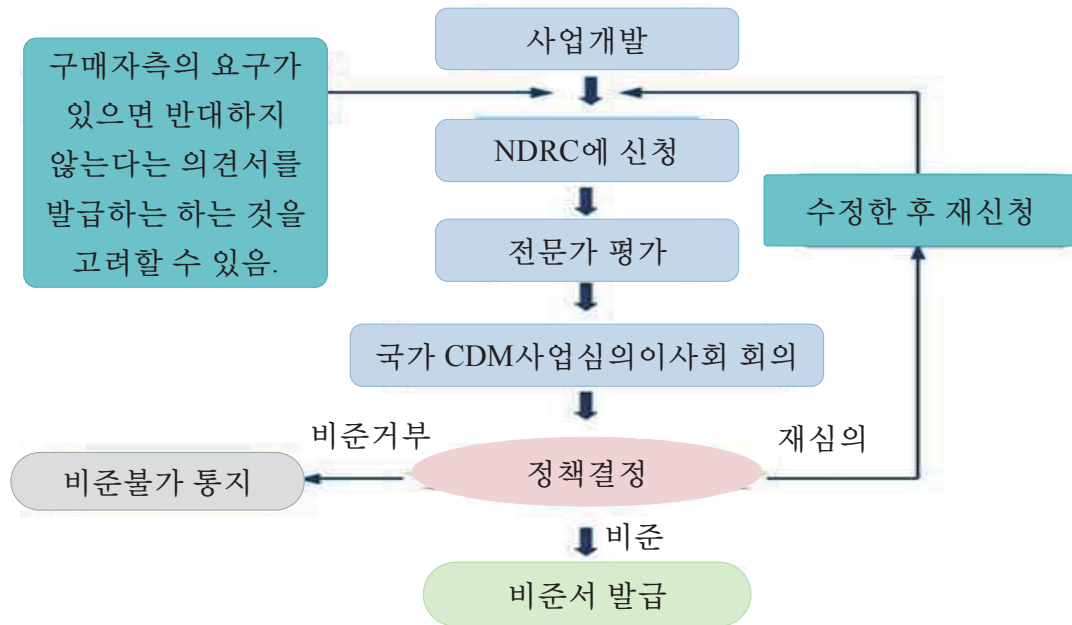 사업개발
구매자측의 요구가
있으면 반대하지
않는다는 의견서를
발급하는 하는 것을
고려할 수 있음.
NDRC에 신청
수정한 후 재신청
전문가 평가
국가 CDM사업심의이사회 회의
비준거부
재심의
정책결정
비준불가 통지
비준
비준서 발급